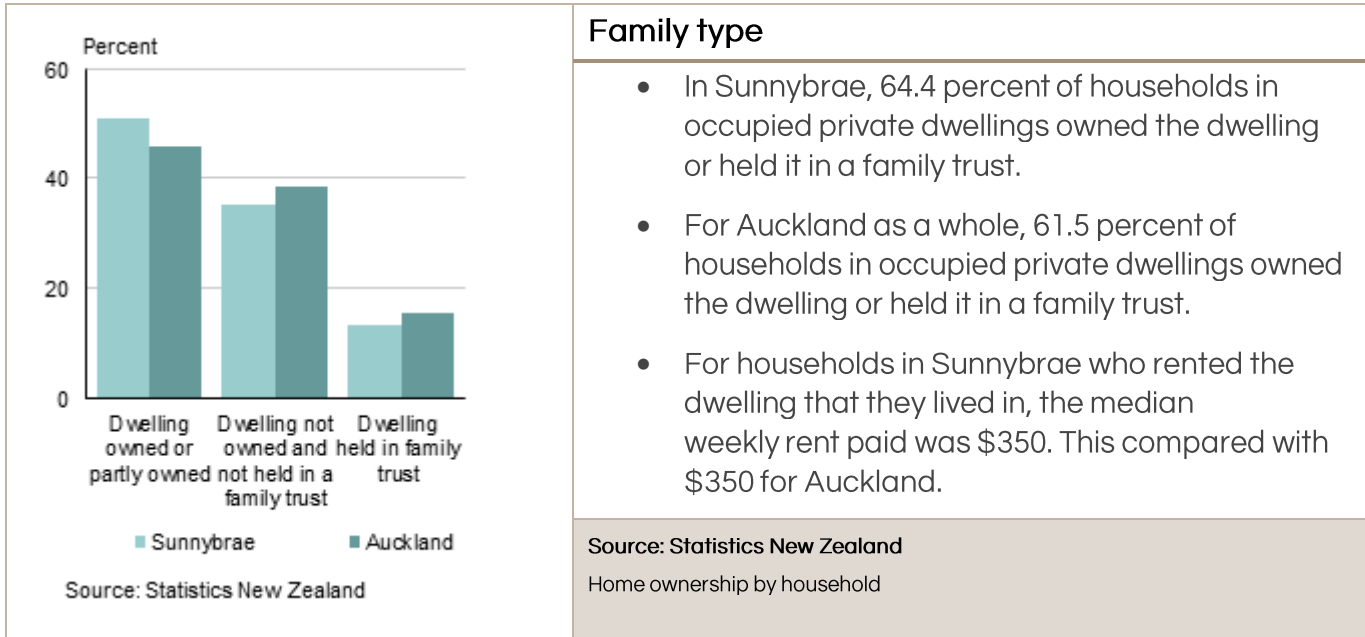 Percent
60
40
20
0
Dwelling owned or partly owned
Dwelling not owned and not held in a family trust
Dwelling held in family trust
Sunnybrae
Auckland
Source: Statistics New Zealand
Family type
• In Sunnybrae, 64.4 percent of households in
occupied private dwellings owned the dwelling
or held it in a family trust.
• For Auckland as a whole, 61.5 percent of
households in occupied private dwellings owned
the dwelling or held it in a family trust.
• For households in Sunnybrae who rented the
dwelling that they lived in, the median
weekly rent paid was $350. This compared with
$350 for Auckland.
Source: Statistics New Zealand
Home ownership by household